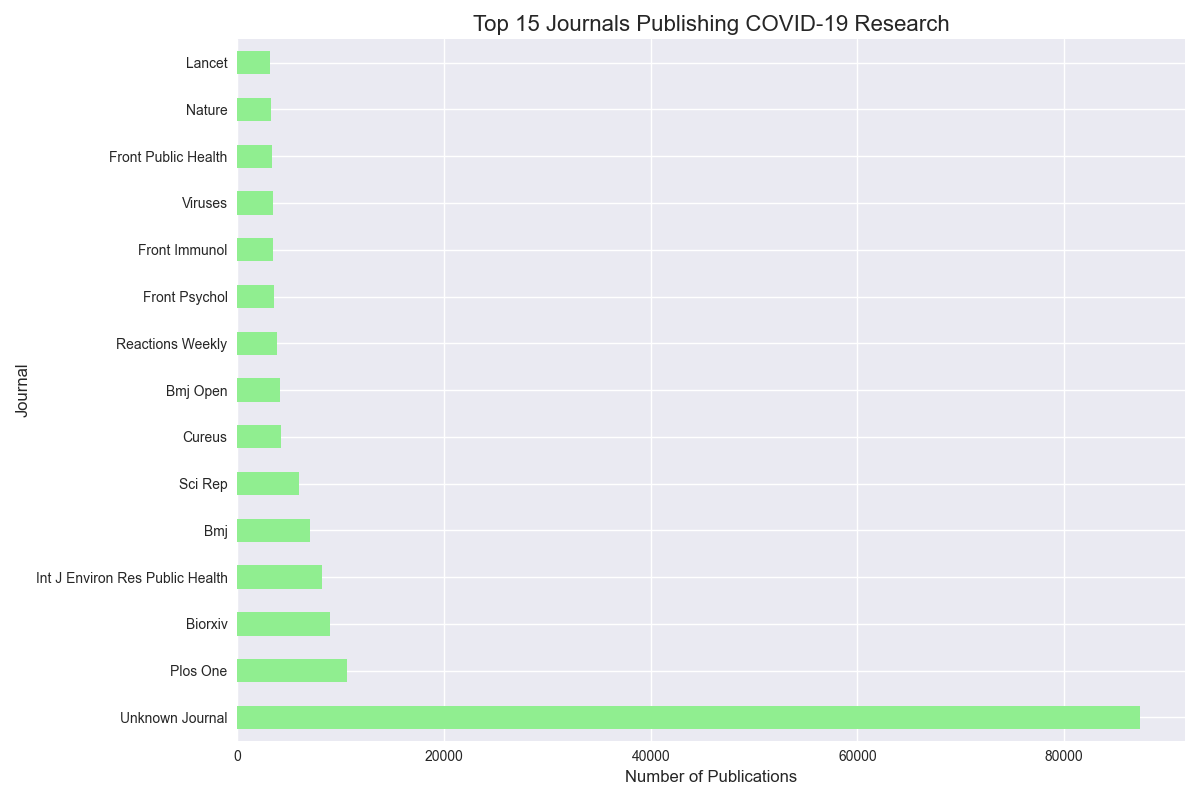 Top 15 Journals Publishing COVID-19 Research
Lancet
Nature
Front Public Health
Viruses
Front Immunol
Front Psychol
Reactions Weekly
Bmj Open
Cureus
Sci Rep
Bmj
Int J Environ Res Public Health
Biorxiv
Plos One
Unknown Journal
Journal
0 20000 40000 60000 80000
Number of Publications